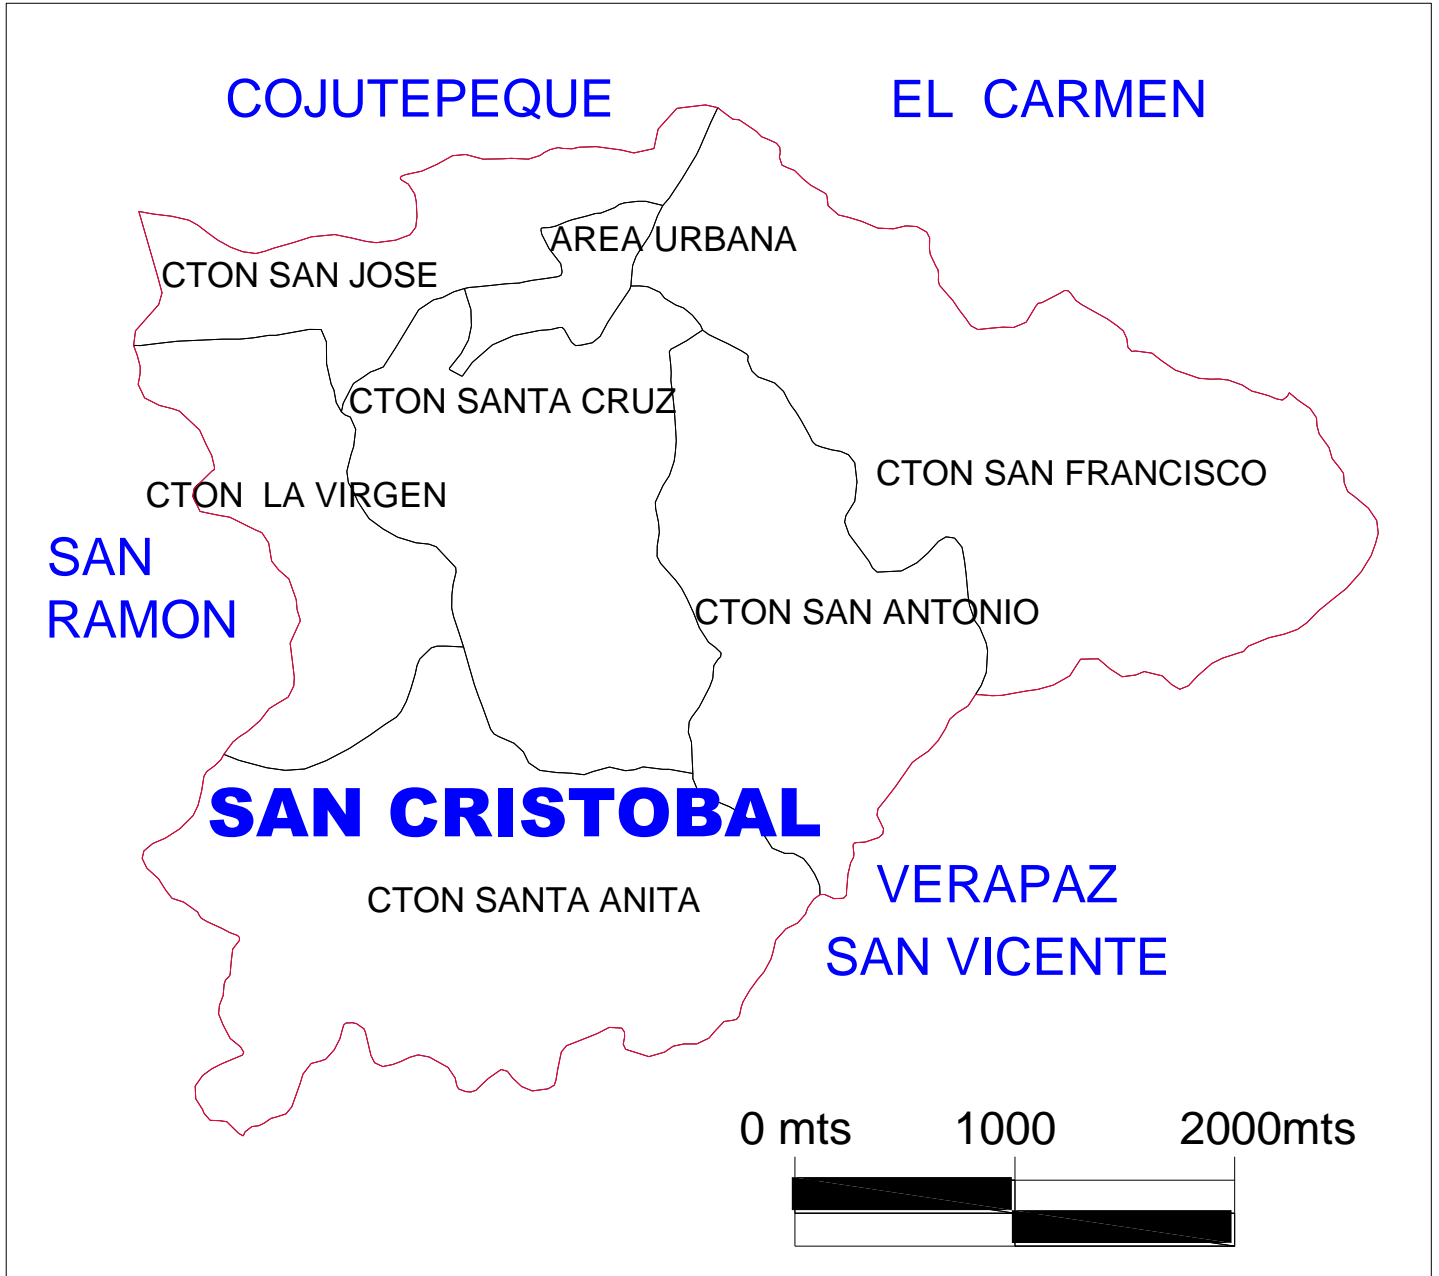 COJUTEPEQUE
EL CARMEN
AREA URBANA
CTON SAN JOSE
CTON SANTA CRUZ
CTON SAN FRANCISCO
CTON LA VIRGEN
SAN
RAMON
CTON SAN ANTONIO
SAN CRISTOBAL
CTON SANTA ANITA
VERAPAZ
SAN VICENTE
0 mts 1000 2000mts